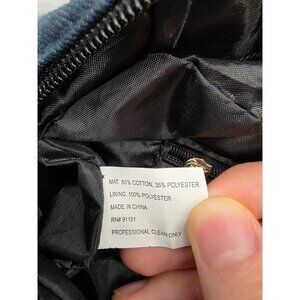 MAT. 65% COTTON, 35% POLYESTER
LINING. 100% POLYESTER
MADE IN CHINA
RN# 91181
PROFESSIONAL CLEAN ONLY